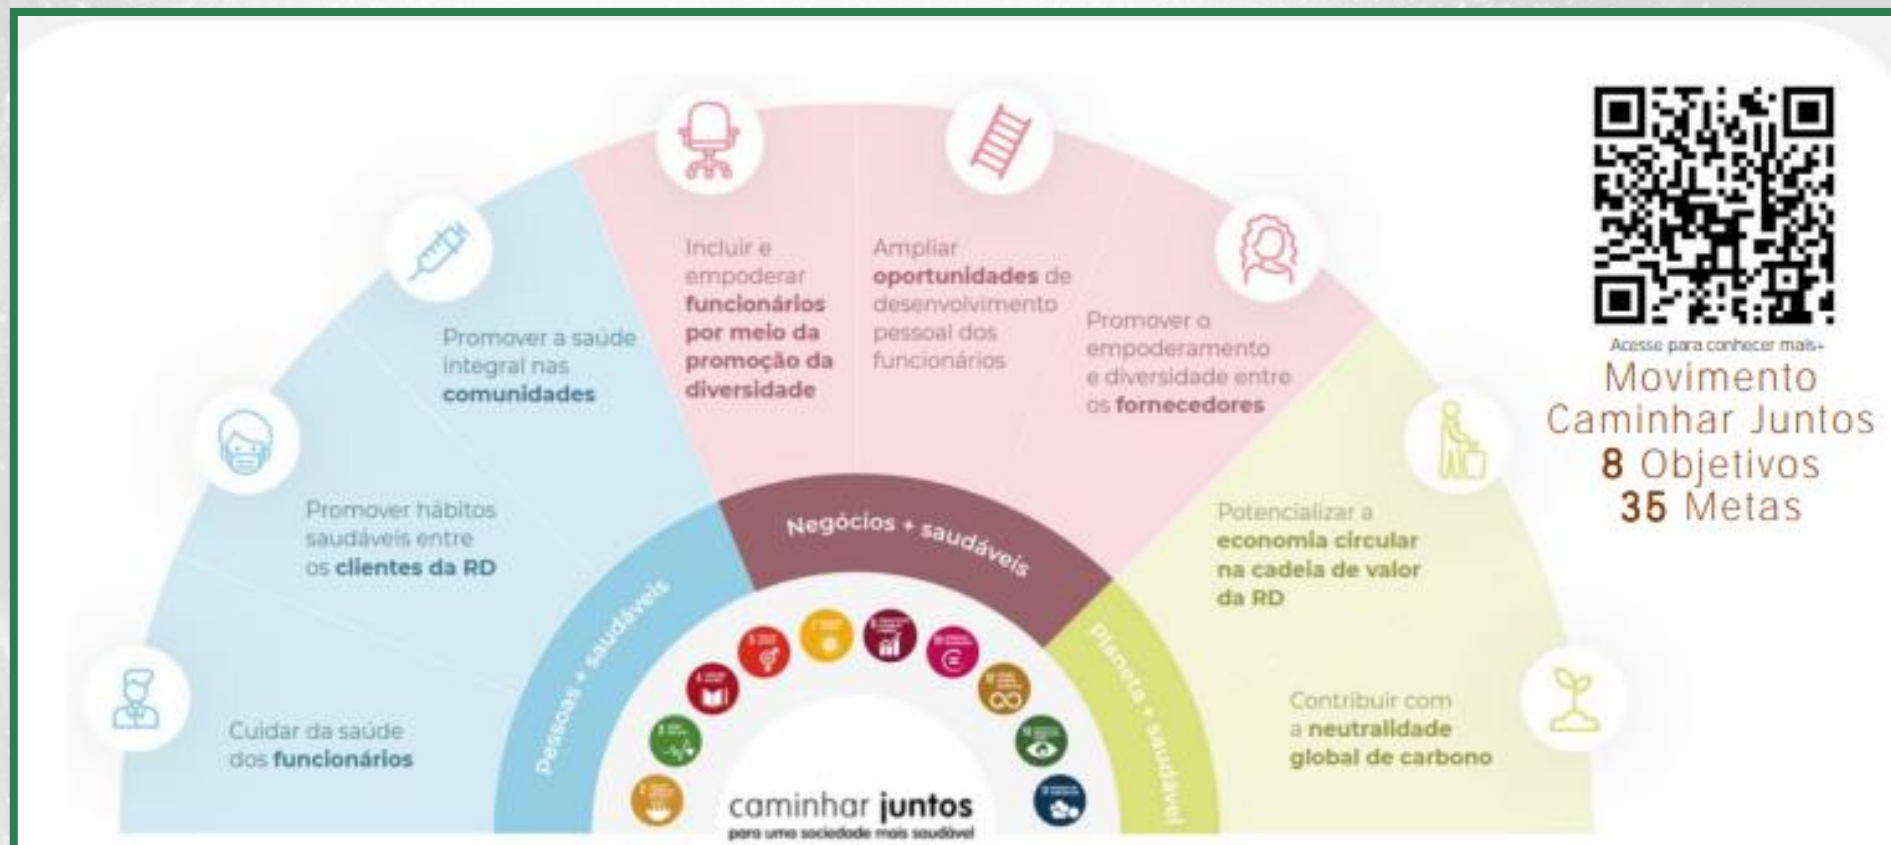 Cuidar da saúde
dos funcionários
Promover hábitos
saudáveis entre
os clientes da RD
Promover a saúde
integral nas
comunidades
Incluir e
empoderar
funcionários
por meio da
promoção da
diversidade
Ampliar
oportunidades de
desenvolvimento
pessoal dos
funcionários
Promover o
empoderamento
e diversidade entre
os fornecedores
Potencializar a
economia circular
na cadeia de valor
da RD
Contribuir com
a neutralidade
global de carbono
Pessoas + saudáveis
Negócios + saudáveis
Planeta + saudável
caminhar juntos
para uma sociedade mais saudável
Acesse para conhecer mais+
Movimento
Caminhar Juntos
8 Objetivos
35 Metas